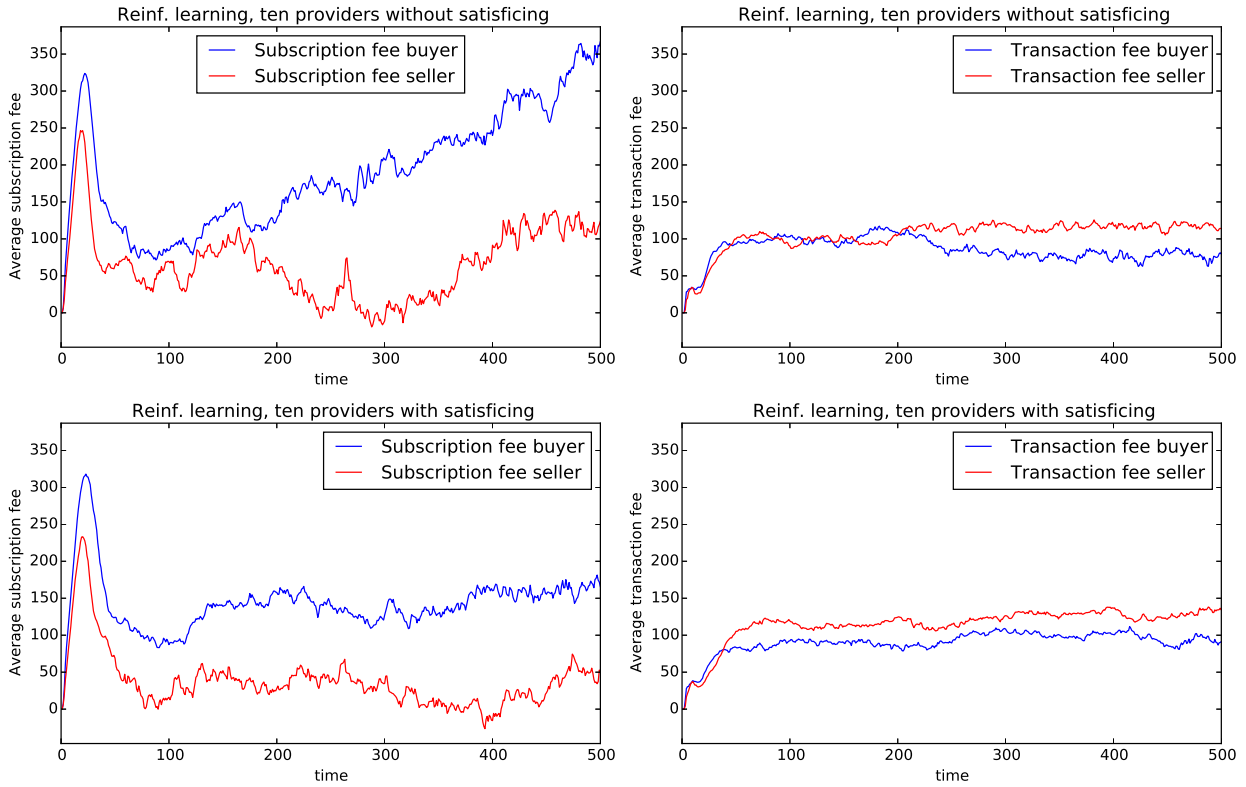 Reinf. learning, ten providers without satisficing
Average subscription fee
350
300
250
200
150
100
50
0
Subscription fee buyer
Subscription fee seller
0 100 200 300 400 500
time
Reinf. learning, ten providers without satisficing
Average transaction fee
350
300
250
200
150
100
50
0
Transaction fee buyer
Transaction fee seller
0 100 200 300 400 500
time
Reinf. learning, ten providers with satisficing
Average subscription fee
350
300
250
200
150
100
50
0
Subscription fee buyer
Subscription fee seller
0 100 200 300 400 500
time
Reinf. learning, ten providers with satisficing
Average transaction fee
350
300
250
200
150
100
50
0
Transaction fee buyer
Transaction fee seller
0 100 200 300 400 500
time